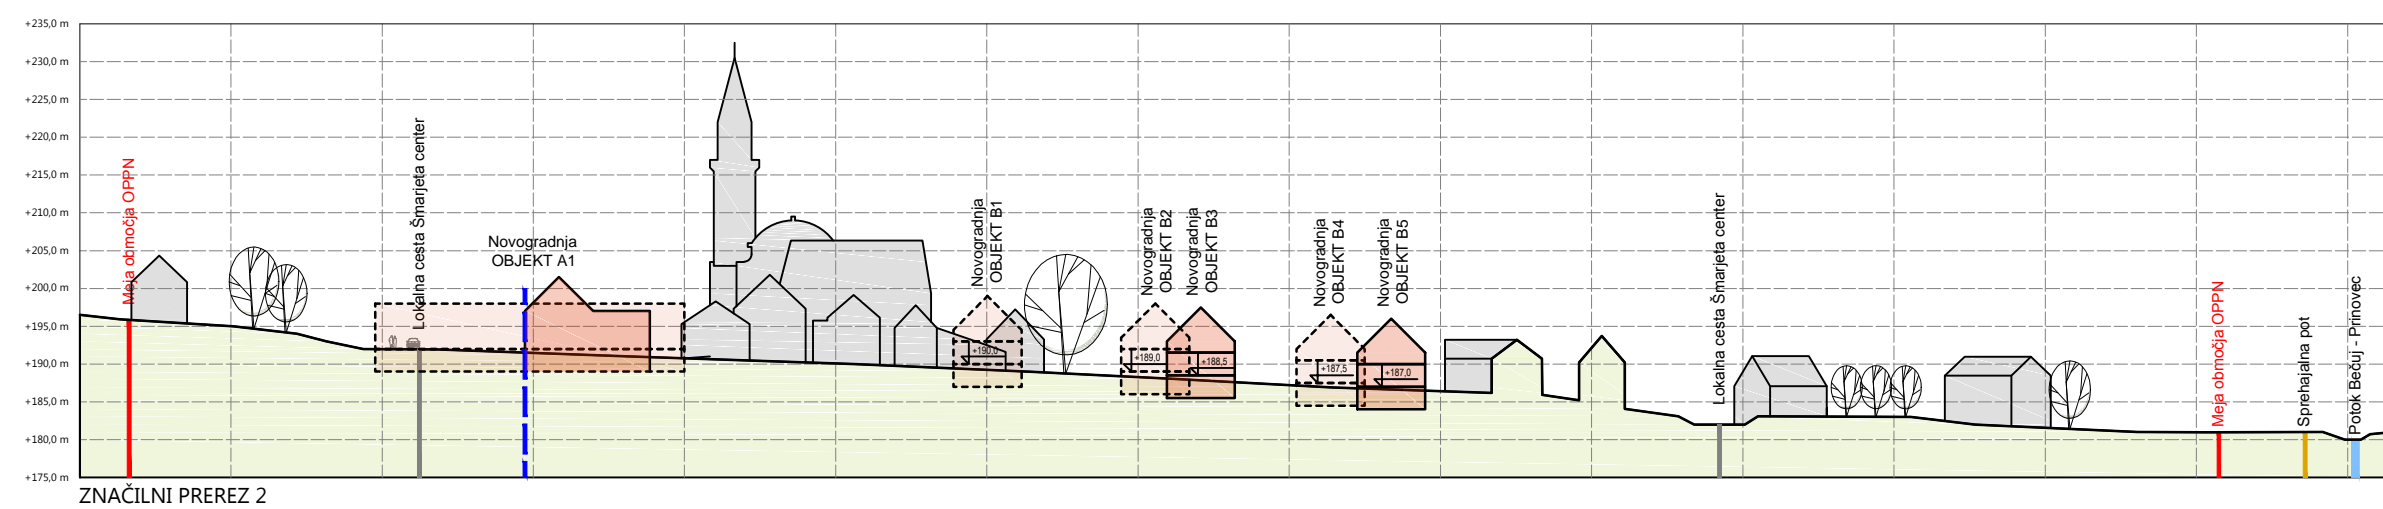 +235,0 m
+230,0 m
+225,0 m
+220,0 m
+215,0 m
+210,0 m
+205,0 m
+200,0 m
+195,0 m
+190,0 m
+185,0 m
+180,0 m
+175,0 m
Meja območja OPPN
Lokalna cesta Šmarjeta center
Novogradnja
OBJEKT A1
Novogradnja
OBJEKT B1
+190,0
Novogradnja
OBJEKT B2
+189,0
Novogradnja
OBJEKT B3
+188,5
Novogradnja
OBJEKT B4
+187,5
Novogradnja
OBJEKT B5
+187,0
Lokalna cesta Šmarjeta center
Meja območja OPPN
Sprehajalna pot
Potok Bečuj - Prinovec
ZNAČILNI PREREZ 2